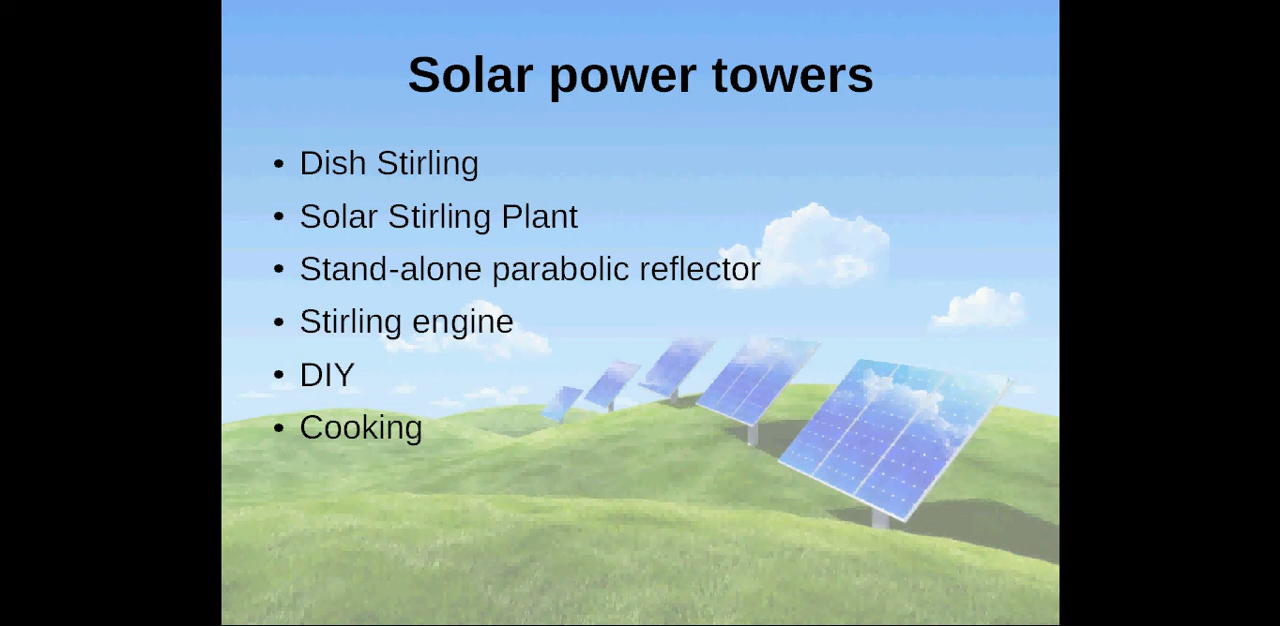 Solar power towers
• Dish Stirling
• Solar Stirling Plant
• Stand-alone parabolic reflector
• Stirling engine
• DIY
• Cooking